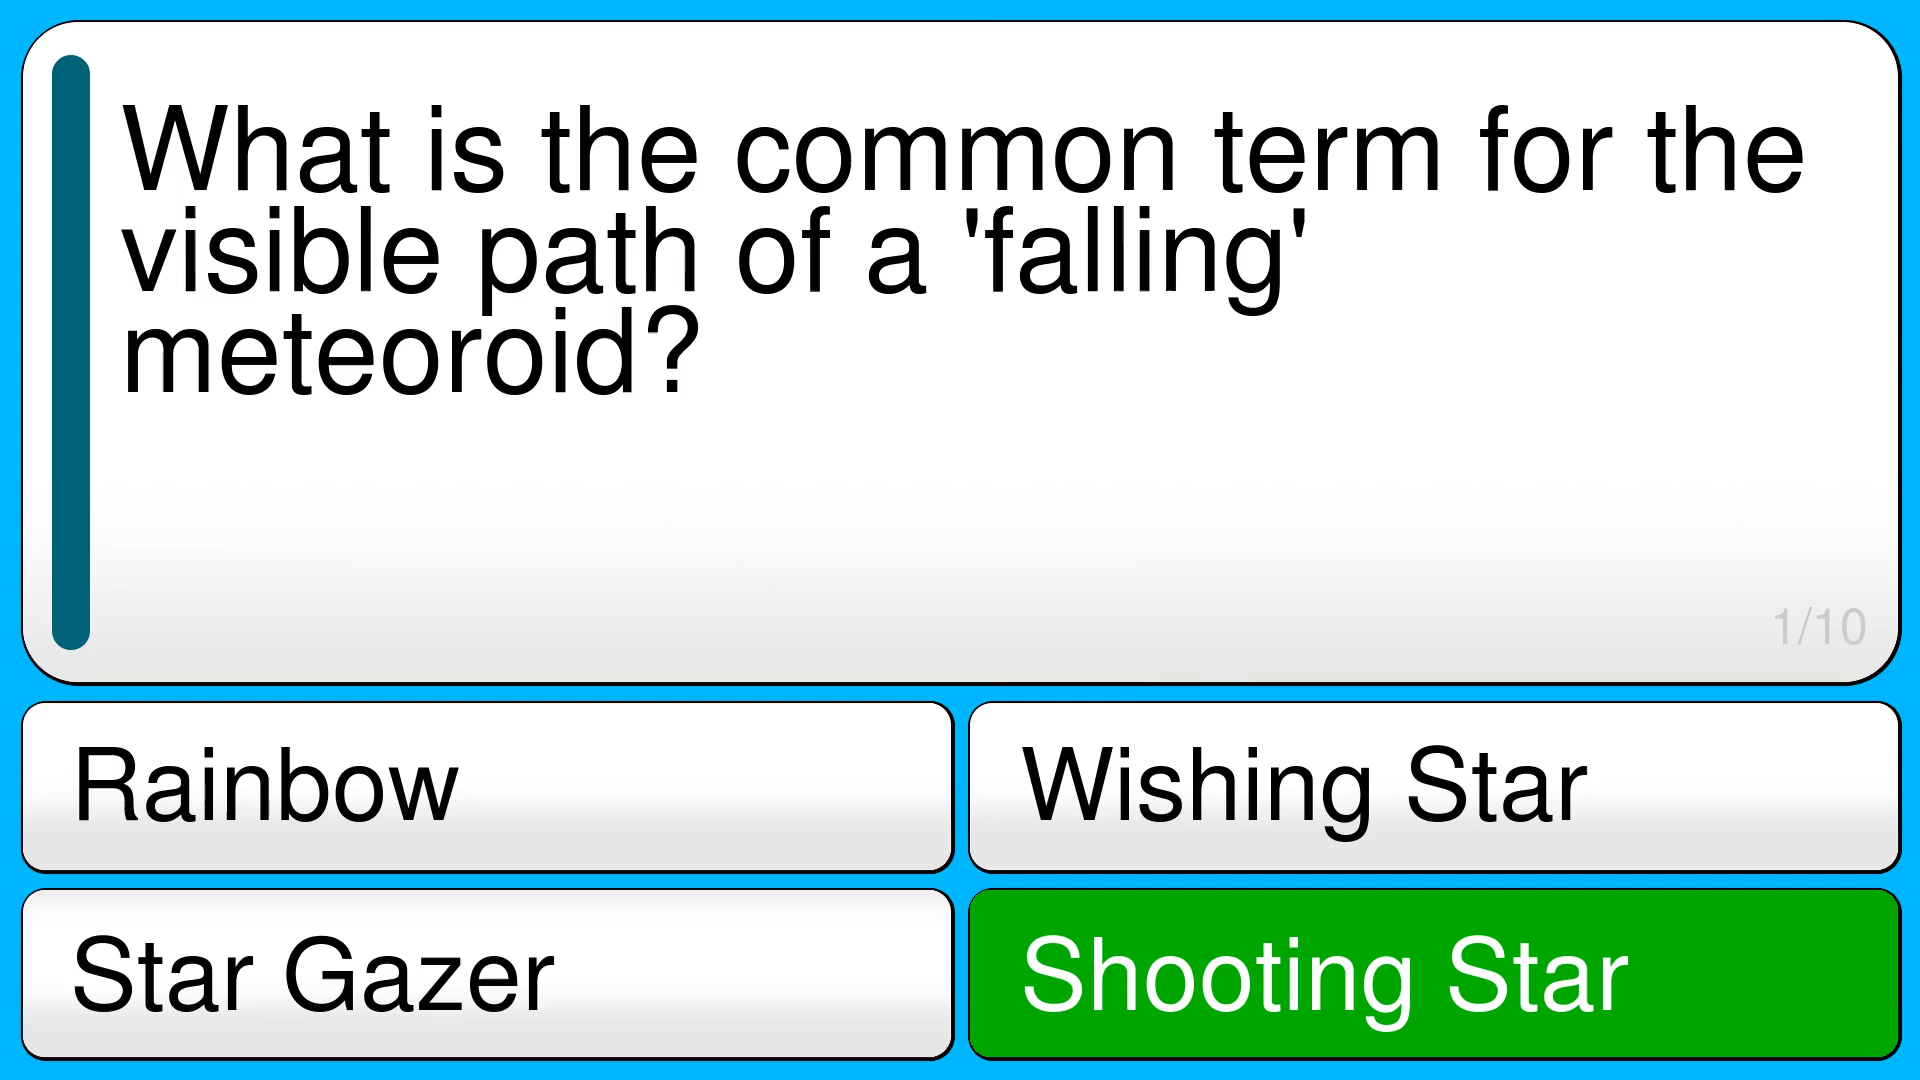 What is the common term for the
visible path of a 'falling'
meteoroid?
1/10
Rainbow
Wishing Star
Star Gazer
Shooting Star